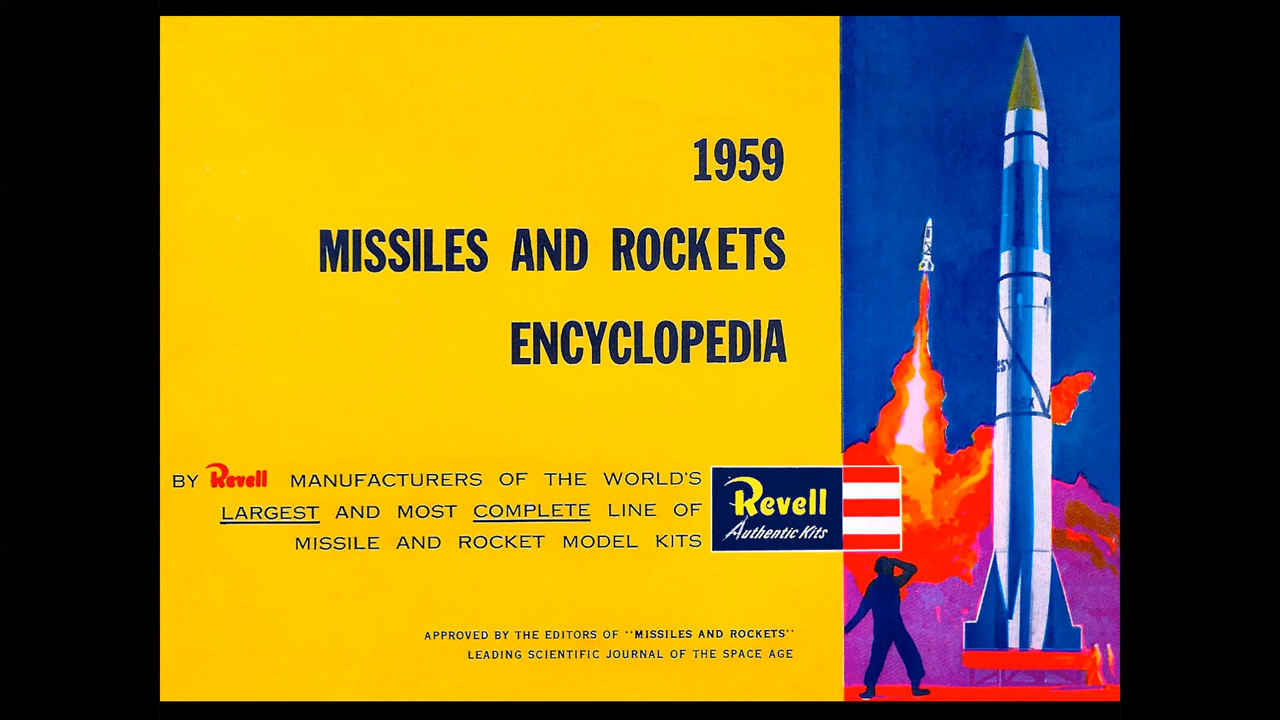 1959
MISSILES AND ROCKETS
ENCYCLOPEDIA
BY Revell MANUFACTURERS OF THE WORLD'S
LARGEST AND MOST COMPLETE LINE OF
MISSILE AND ROCKET MODEL KITS
Revell
Authentic Kits
APPROVED BY THE EDITORS OF "MISSILES AND ROCKETS"
LEADING SCIENTIFIC JOURNAL OF THE SPACE AGE